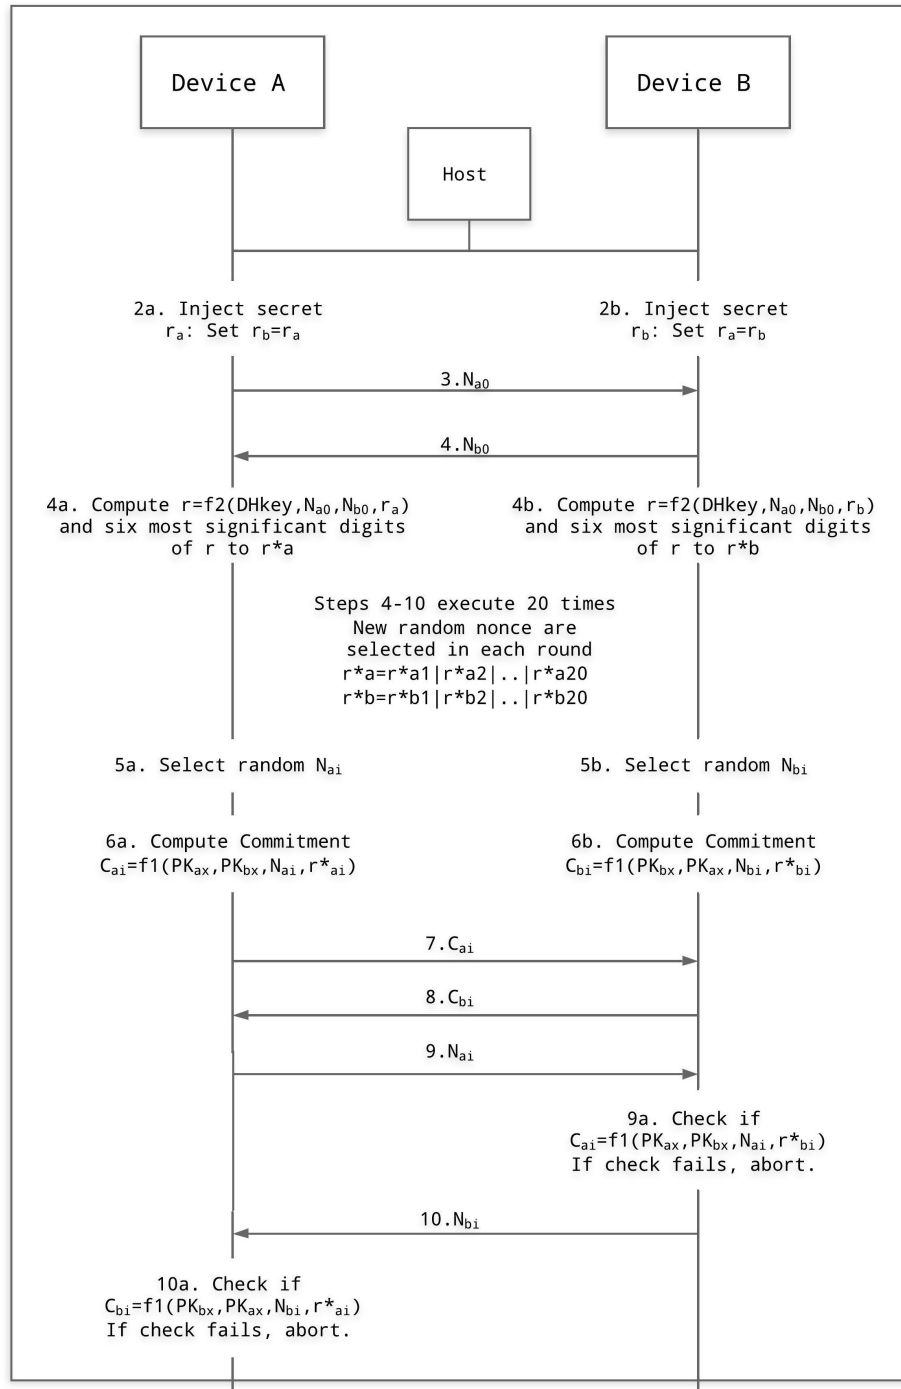 Device A
Device B
Host
2a. Inject secret
rₐ: Set r_b=rₐ
2b. Inject secret
r_b: Set rₐ=r_b
3.N_a0
4.N_b0
4a. Compute r=f2(DHkey,N_a0,N_b0,r_a)
and six most significant digits
of r to r*a
4b. Compute r=f2(DHkey,N_a0,N_b0,r_b)
and six most significant digits
of r to r*b
Steps 4-10 execute 20 times
New random nonce are
selected in each round
r*a=r*a1|r*a2|..|r*a20
r*b=r*b1|r*b2|..|r*b20
5a. Select random N_ai
5b. Select random N_bi
6a. Compute Commitment
C_ai=f1(PK_ax,PK_bx,N_ai,r*_ai)
6b. Compute Commitment
C_bi=f1(PK_bx,PK_ax,N_bi,r*_bi)
7.C_ai
8.C_bi
9.N_ai
9a. Check if
C_ai=f1(PK_ax,PK_bx,N_ai,r*_bi)
If check fails, abort.
10.N_bi
10a. Check if
C_bi=f1(PK_bx,PK_ax,N_bi,r*_ai)
If check fails, abort.